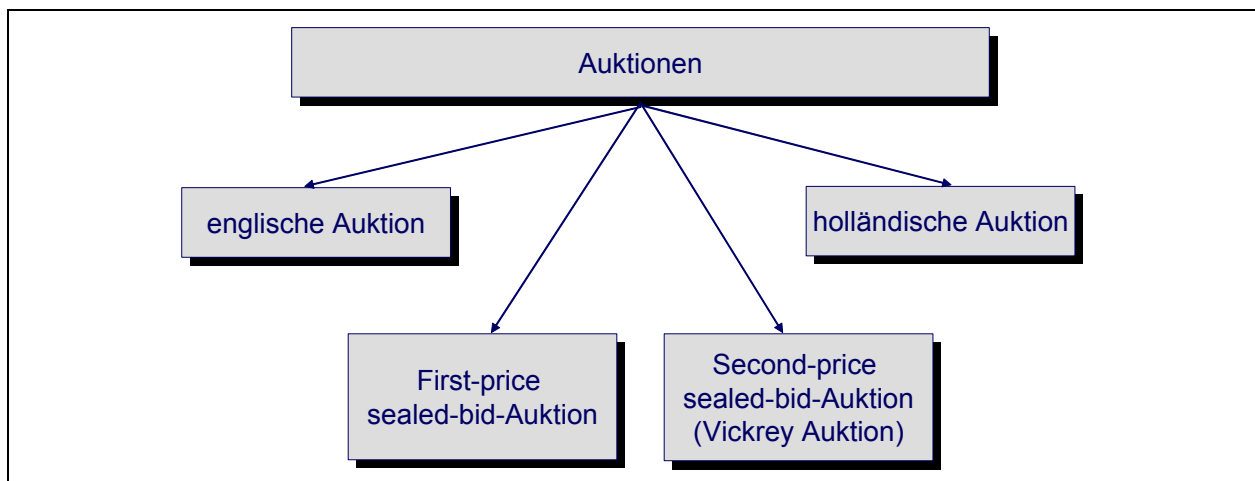 Auktionen
englische Auktion
holländische Auktion
First-price
sealed-bid-Auktion
Second-price
sealed-bid-Auktion
(Vickrey Auktion)